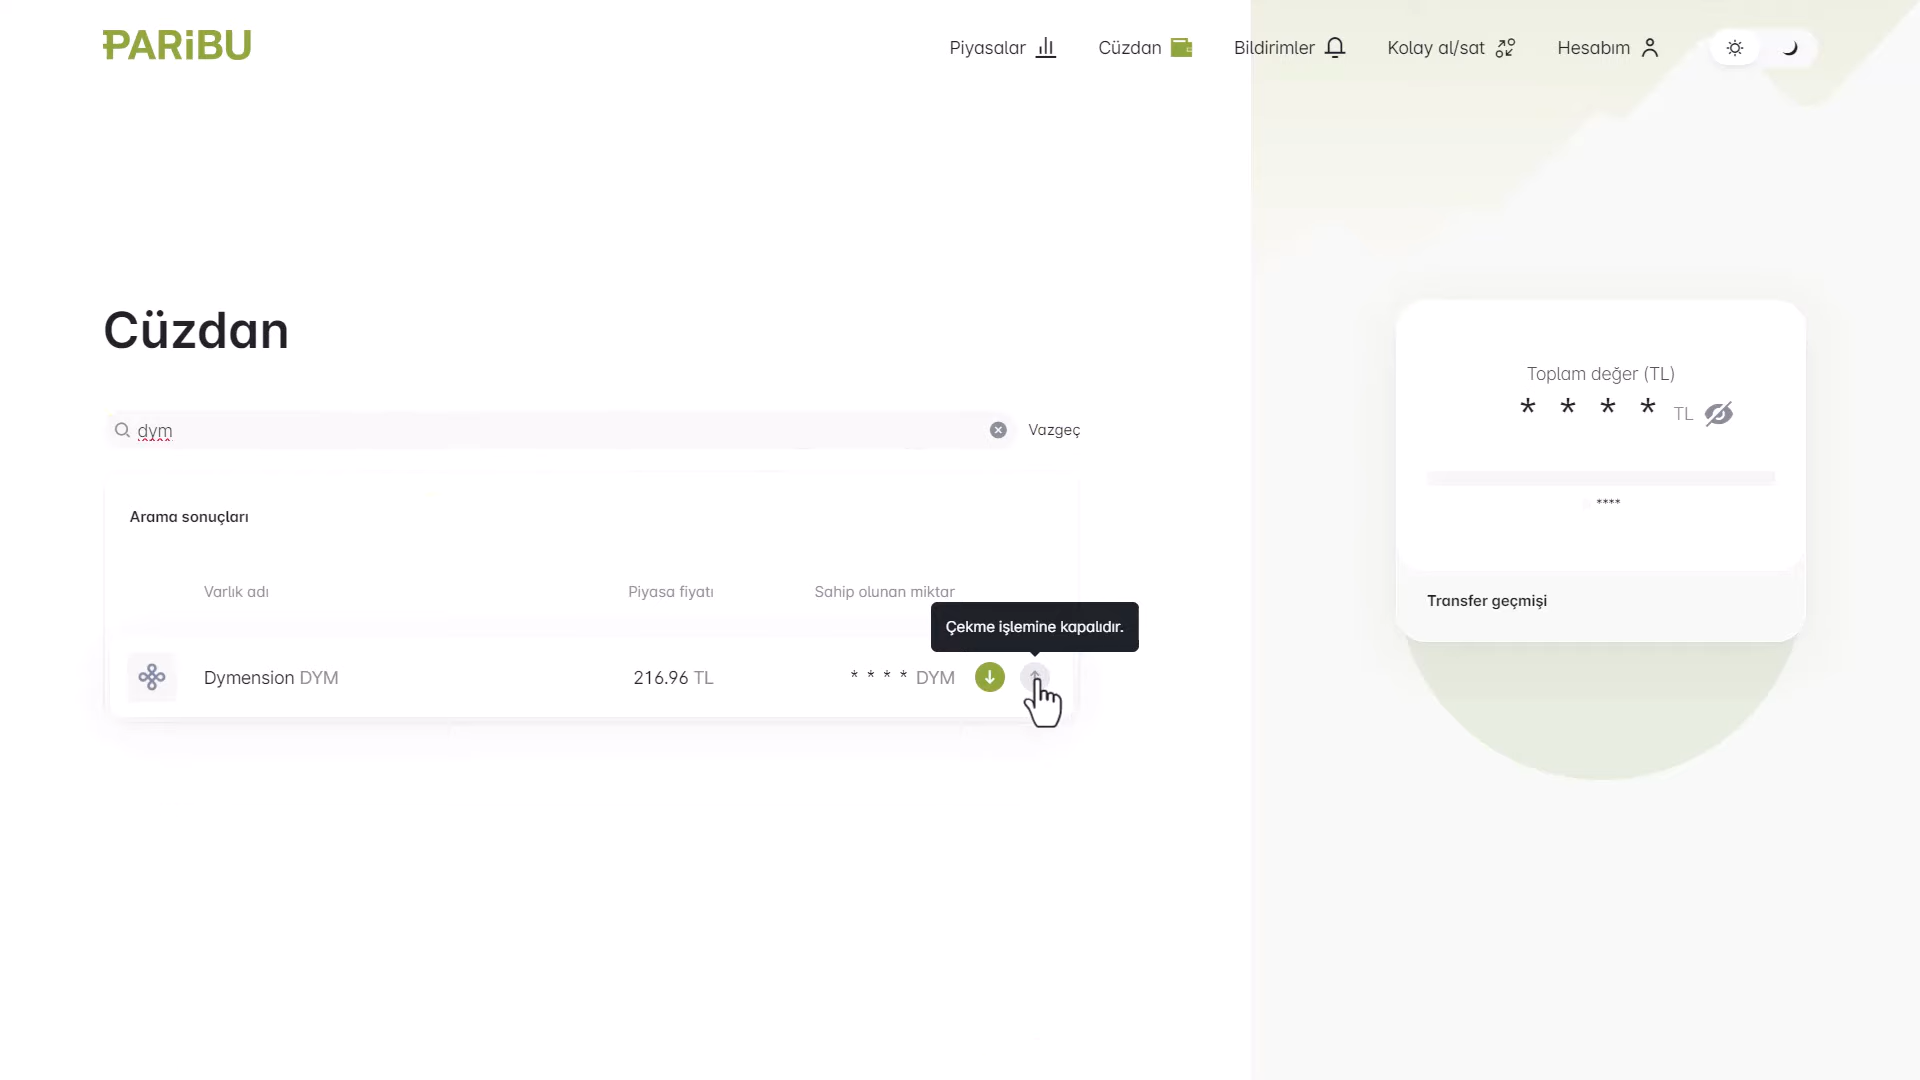 PARiBU
Piyasalar
Cüzdan
Bildirimler
Kolay al/sat
Hesabım
Cüzdan
dym
Vazgeç
Arama sonuçları
Varlık adı
Piyasa fiyatı
Sahip olunan miktar
Çekme işlemine kapalıdır.
Dymension DYM
216.96 TL
* * * * DYM
Toplam değer (TL)
* * * * TL
****
Transfer geçmişi